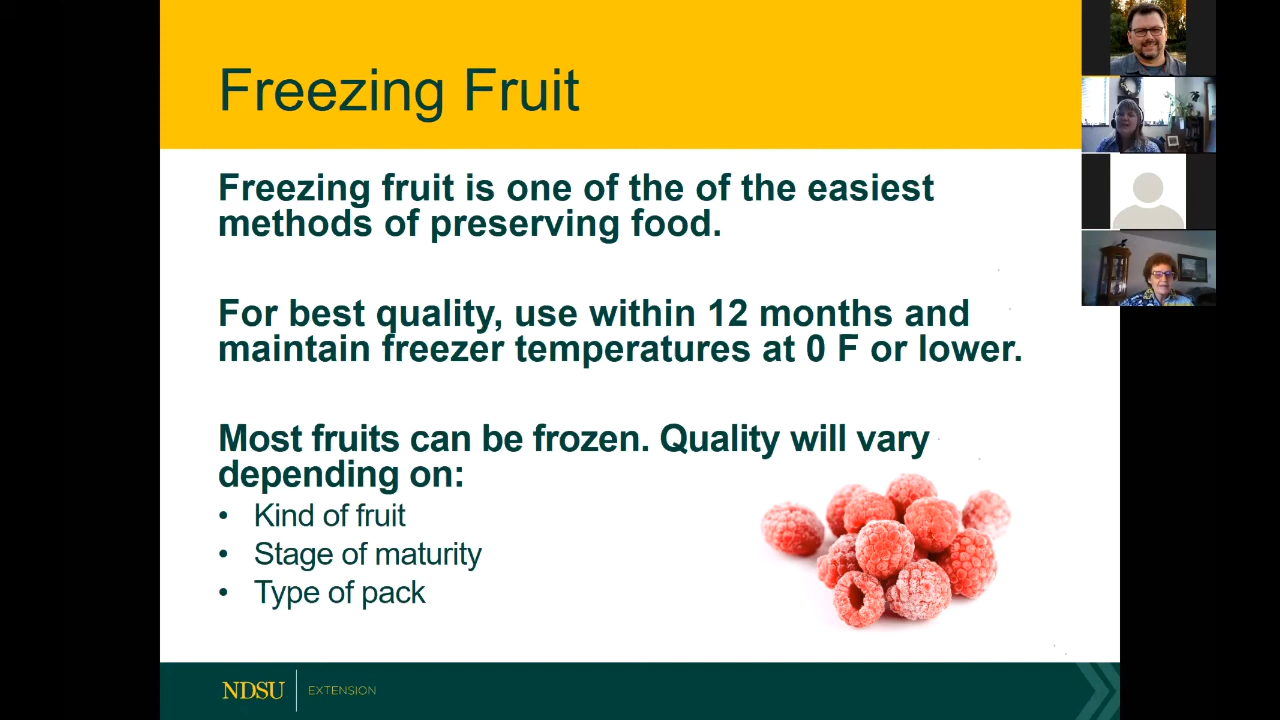 Freezing Fruit
Freezing fruit is one of the of the easiest
methods of preserving food.
For best quality, use within 12 months and
maintain freezer temperatures at 0 F or lower.
Most fruits can be frozen. Quality will vary
depending on:
• Kind of fruit
• Stage of maturity
• Type of pack
NDSU EXTENSION